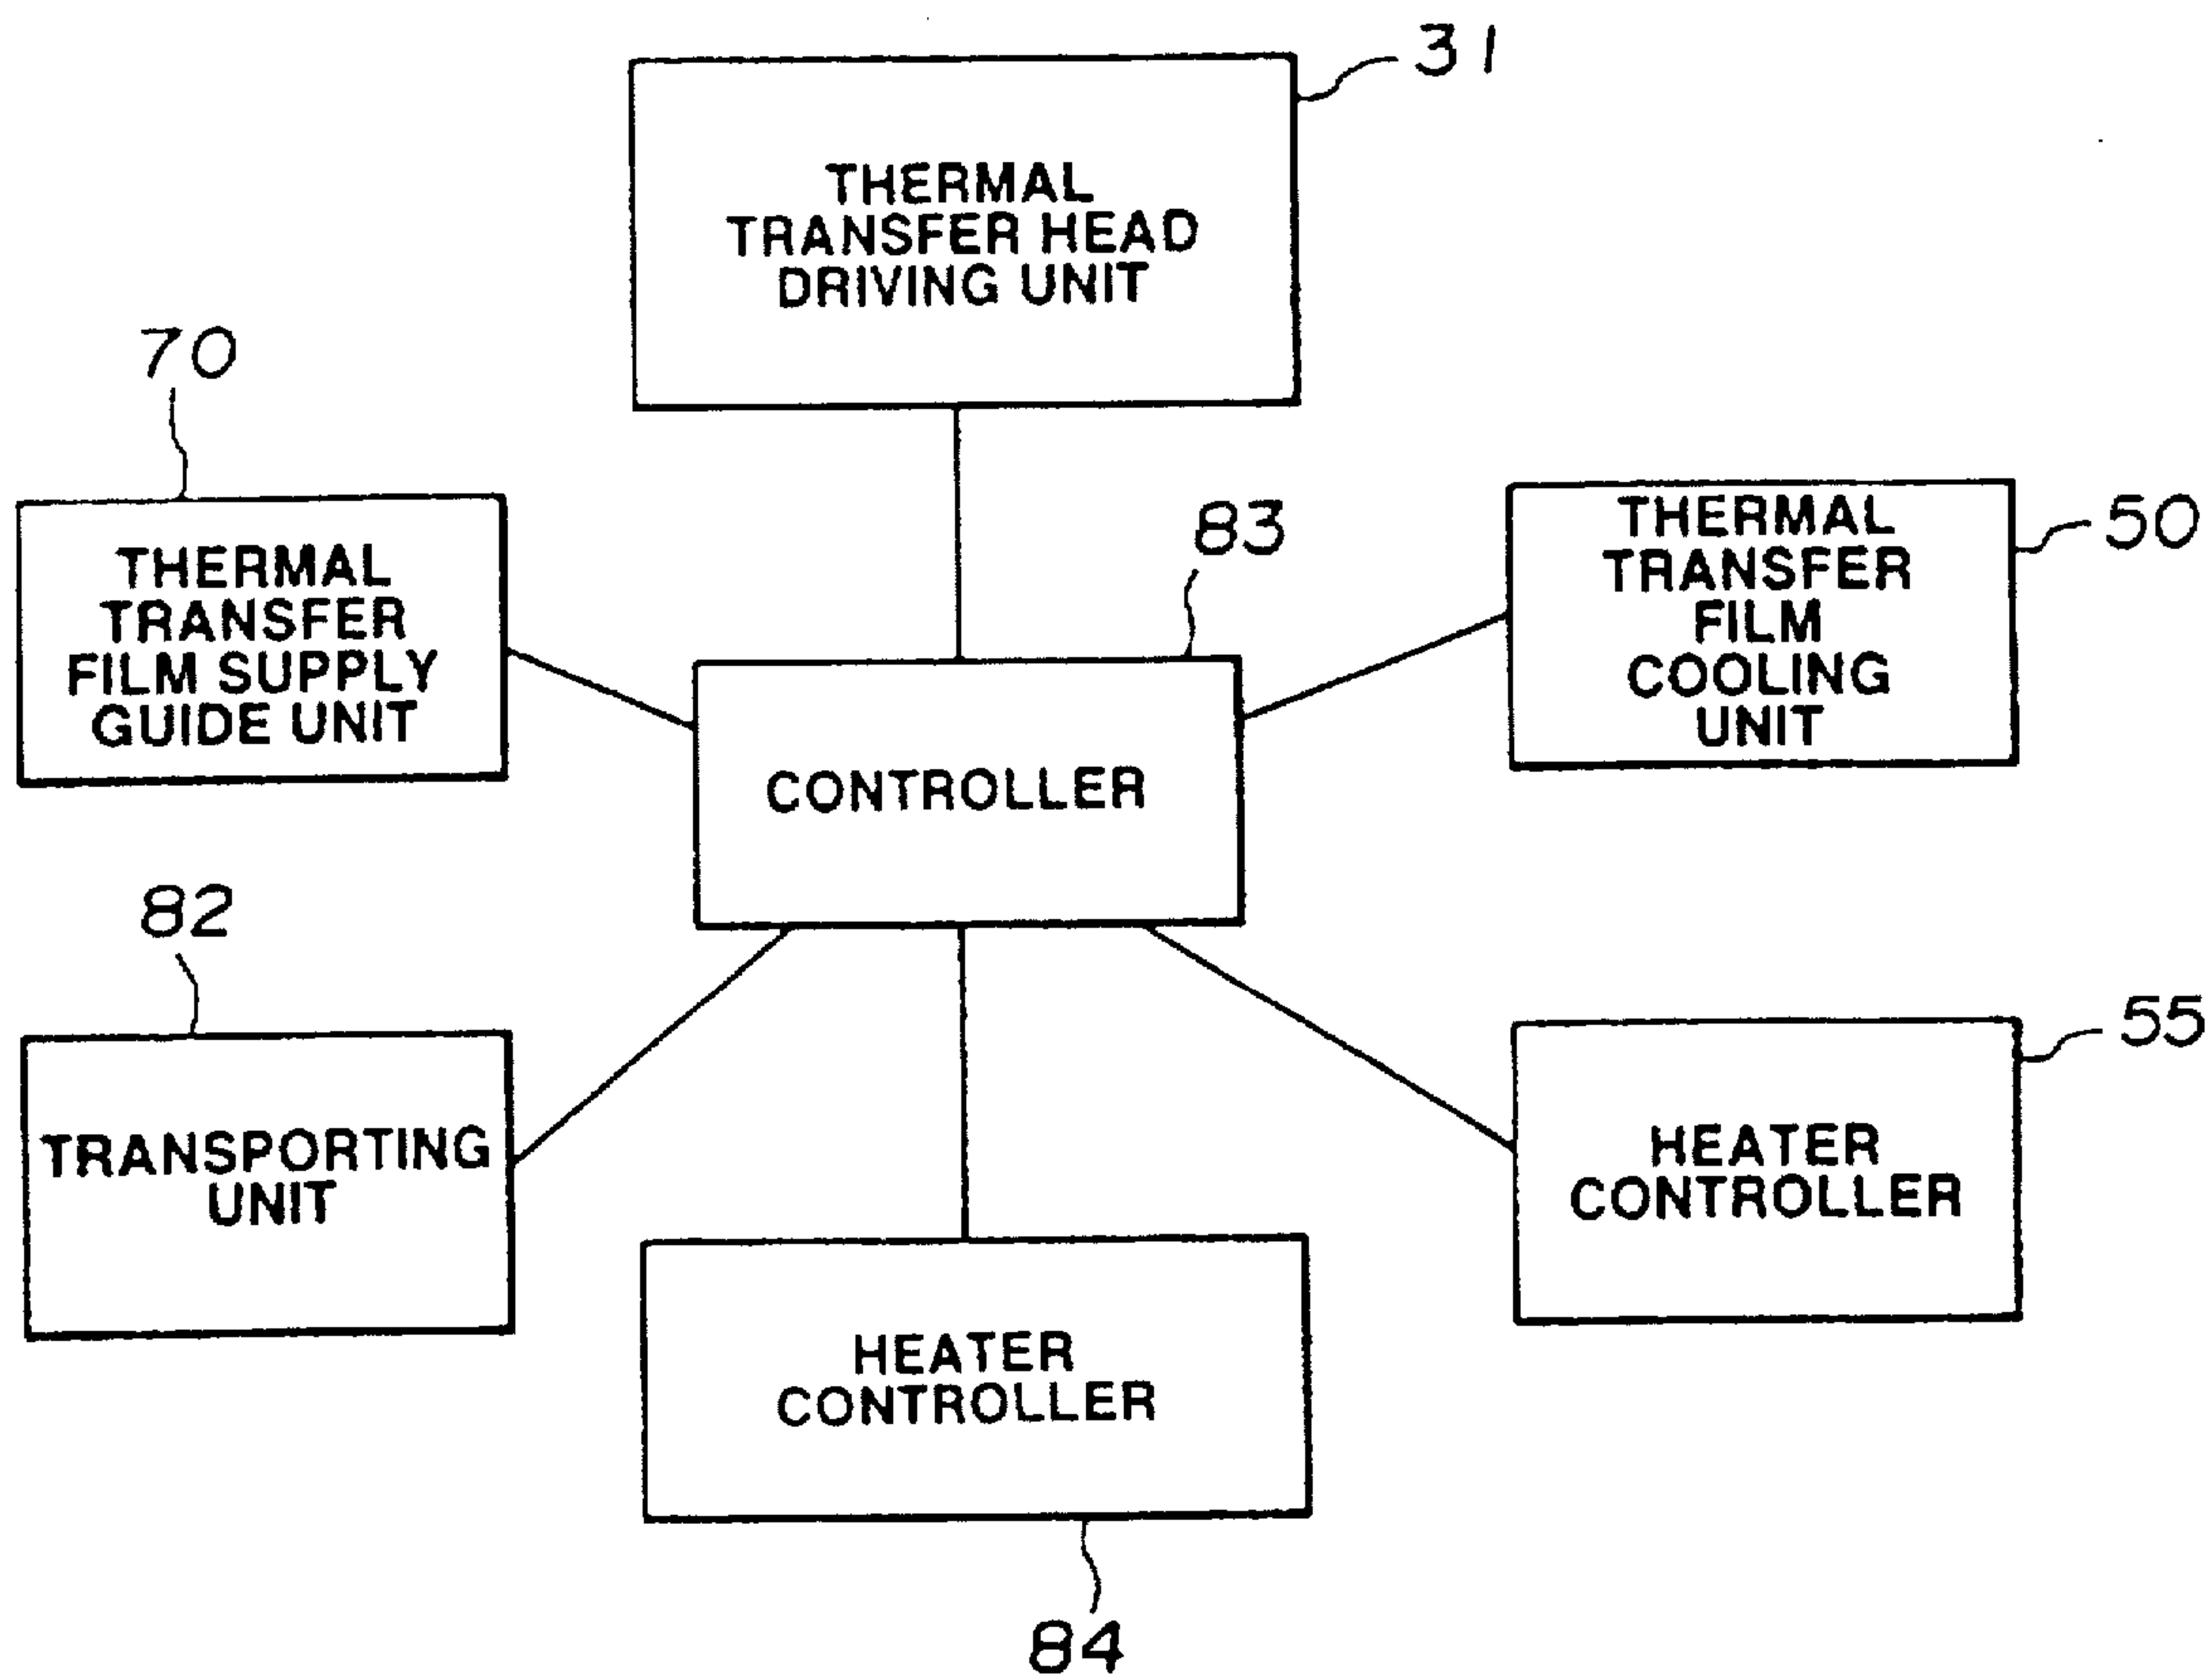 31
THERMAL
TRANSFER HEAD
DRIVING UNIT
70
THERMAL
TRANSFER
FILM SUPPLY
GUIDE UNIT
83
CONTROLLER
50
THERMAL
TRANSFER
FILM
COOLING
UNIT
82
TRANSPORTING
UNIT
55
HEATER
CONTROLLER
HEATER
CONTROLLER
84